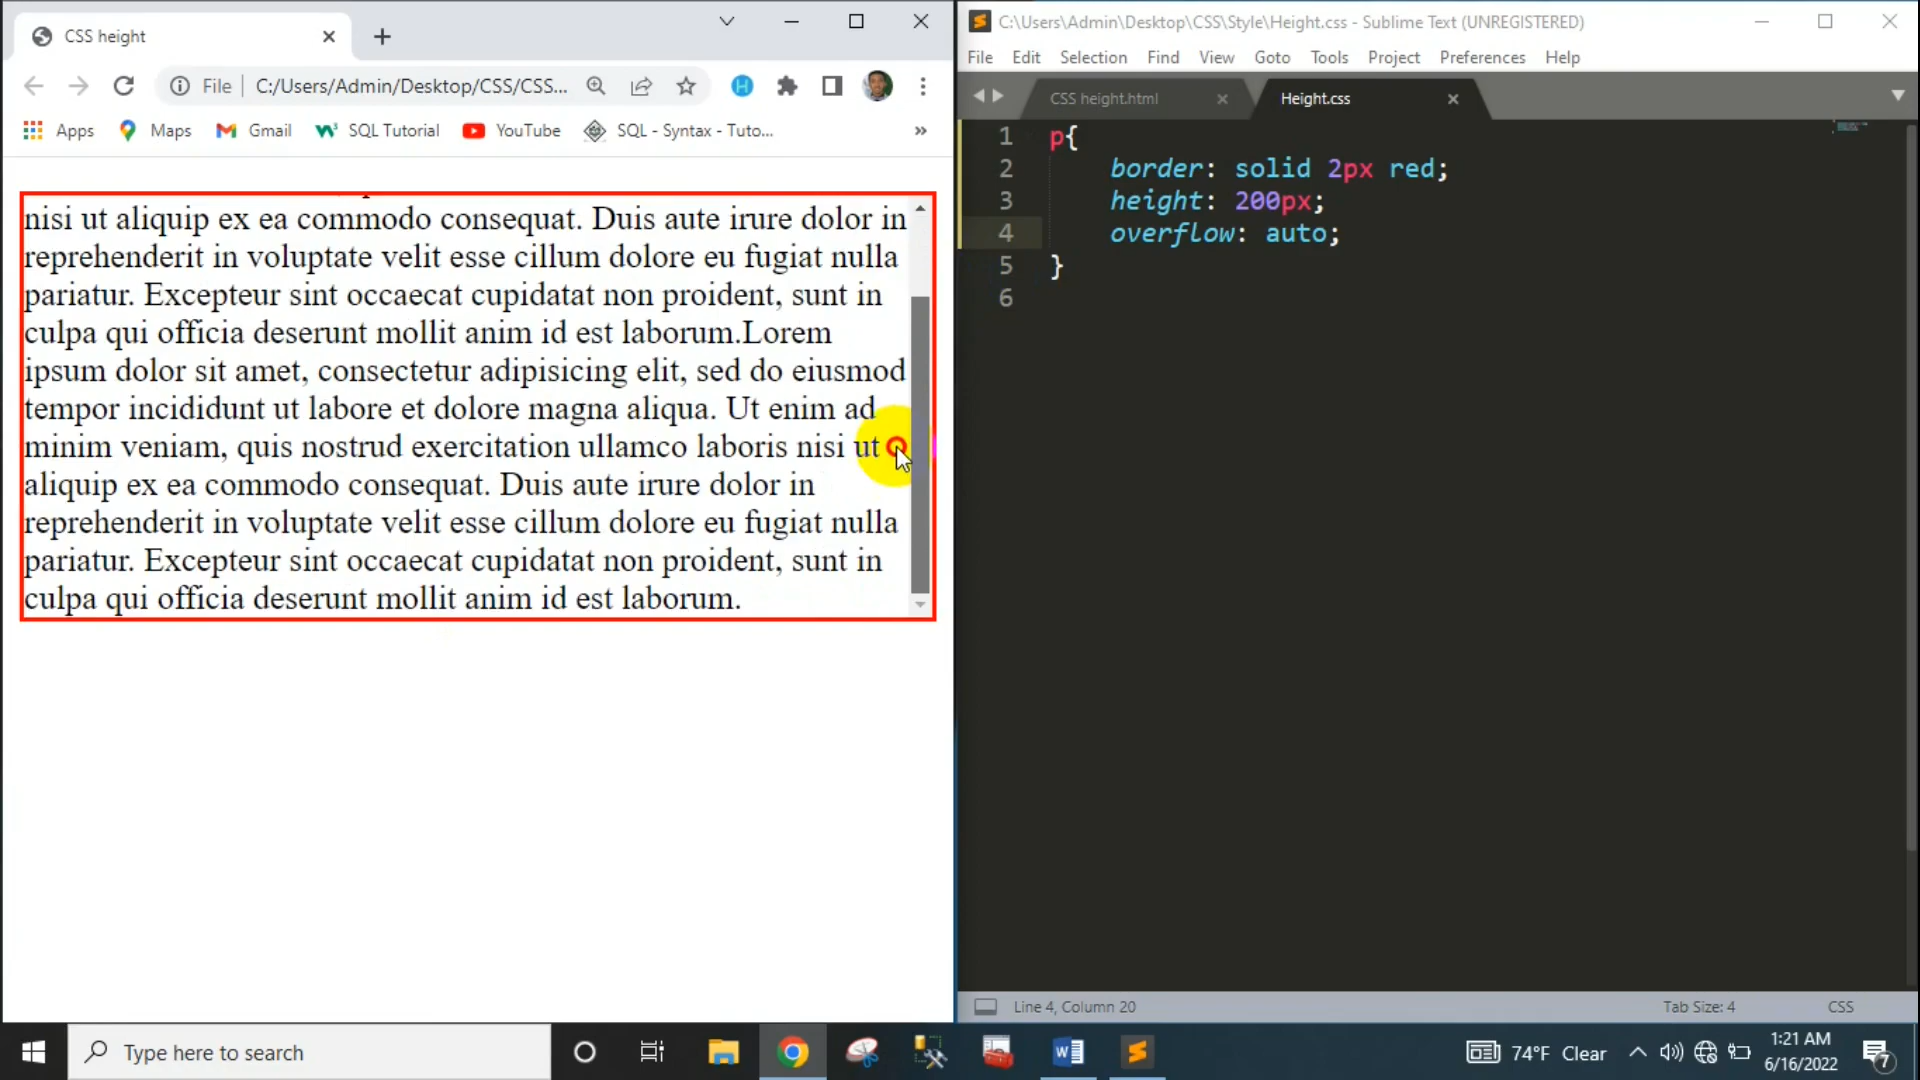 CSS height
File
C:/Users/Admin/Desktop/CSS/CSS...
Apps
Maps
Gmail
SQL Tutorial
YouTube
SQL - Syntax - Tuto...
»
nisi ut aliquip ex ea commodo consequat. Duis aute irure dolor in
reprehenderit in voluptate velit esse cillum dolore eu fugiat nulla
pariatur. Excepteur sint occaecat cupidatat non proident, sunt in
culpa qui officia deserunt mollit anim id est laborum.Lorem
ipsum dolor sit amet, consectetur adipisicing elit, sed do eiusmod
tempor incididunt ut labore et dolore magna aliqua. Ut enim ad
minim veniam, quis nostrud exercitation ullamco laboris nisi ut
aliquip ex ea commodo consequat. Duis aute irure dolor in
reprehenderit in voluptate velit esse cillum dolore eu fugiat nulla
pariatur. Excepteur sint occaecat cupidatat non proident, sunt in
culpa qui officia deserunt mollit anim id est laborum.
C:\Users\Admin\Desktop\CSS\Style\Height.css - Sublime Text (UNREGISTERED)
File Edit Selection Find View Goto Tools Project Preferences Help
CSS height.html
Height.css
1 p{
2 border: solid 2px red;
3 height: 200px;
4 overflow: auto;
5 }
6
Line 4, Column 20
Tab Size: 4
CSS
Type here to search
74°F Clear
1:21 AM
6/16/2022
7